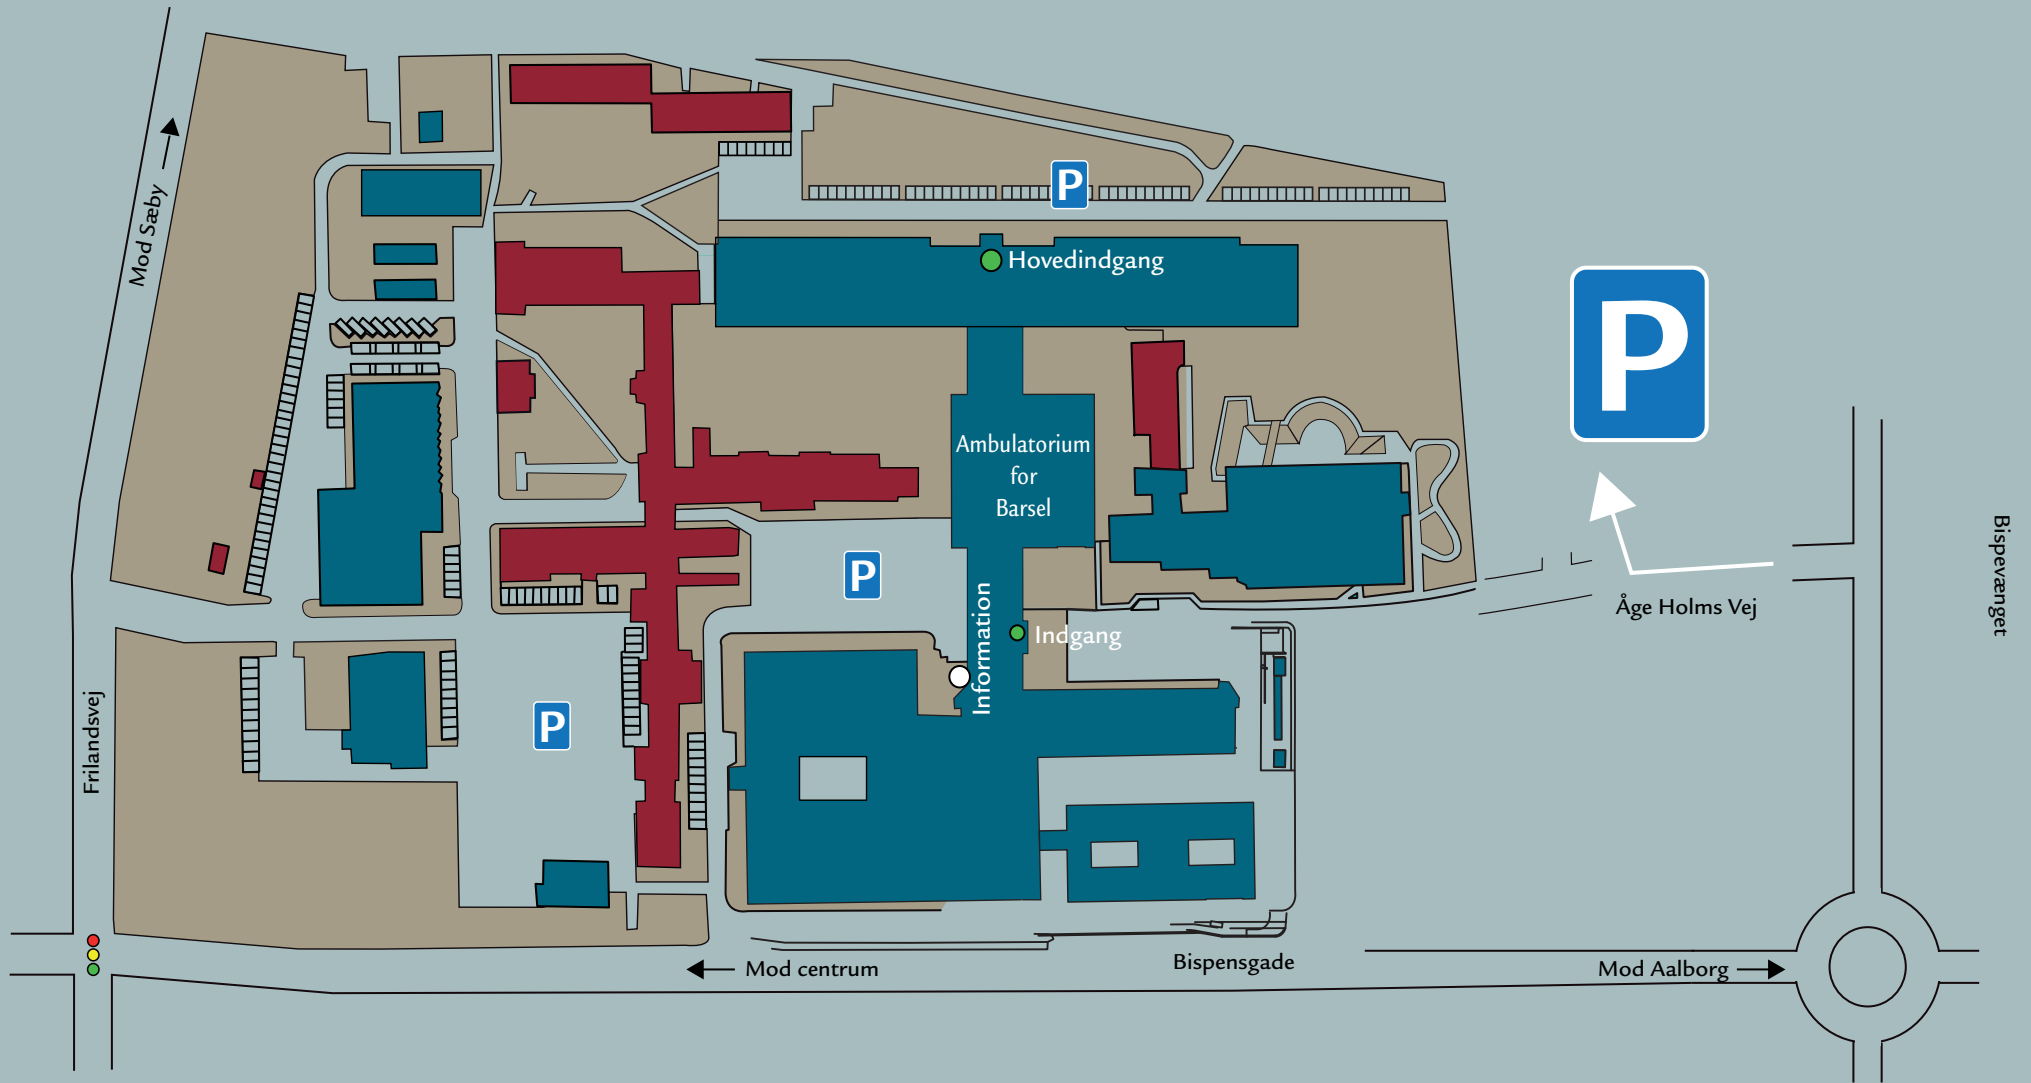 Mod Sæby
P
Hovedindgang
P
Ambulatorium
for
Barsel
P
Information
Indgang
P
Åge Holms Vej
Bispevænget
Frilandsvej
Mod centrum
Bispensgade
Mod Aalborg